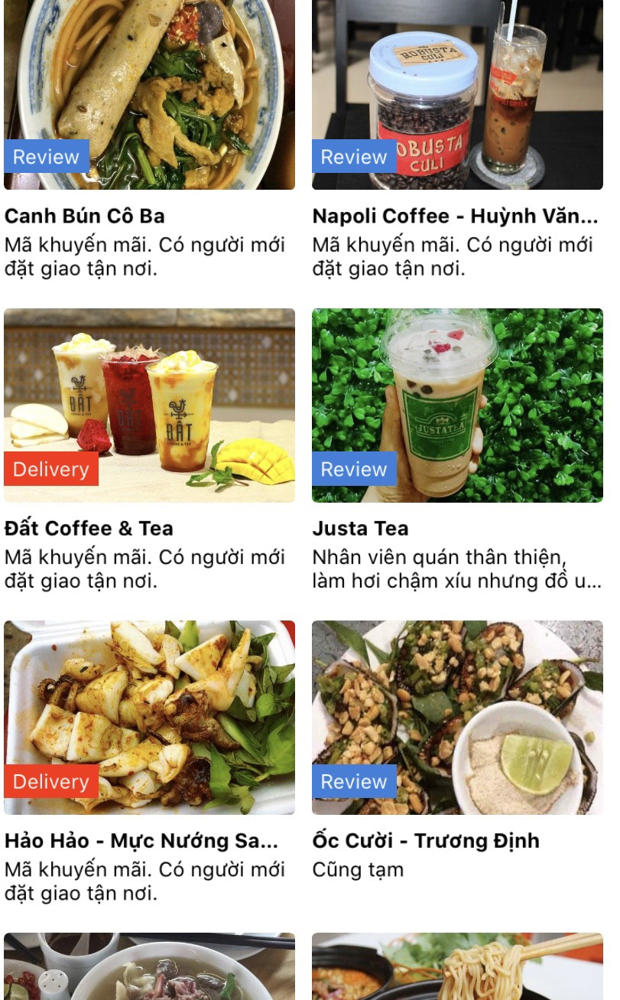 Review
Canh Bún Cô Ba
Mã khuyến mãi. Có người mới
đặt giao tận nơi.
ROBUSTA
CULI
OBUSTA
CULI
Review
Napoli Coffee - Huỳnh Văn...
Mã khuyến mãi. Có người mới
đặt giao tận nơi.
ĐẤT
ĐẤT
ĐẤT
COFFEE & TEA
Delivery
Đất Coffee & Tea
Mã khuyến mãi. Có người mới
đặt giao tận nơi.
JUSTATEA
Review
Justa Tea
Nhân viên quán thân thiện,
làm hơi chậm xíu nhưng đồ u...
Delivery
Hảo Hảo - Mực Nướng Sa...
Mã khuyến mãi. Có người mới
đặt giao tận nơi.
Review
Ốc Cười - Trương Định
Cũng tạm